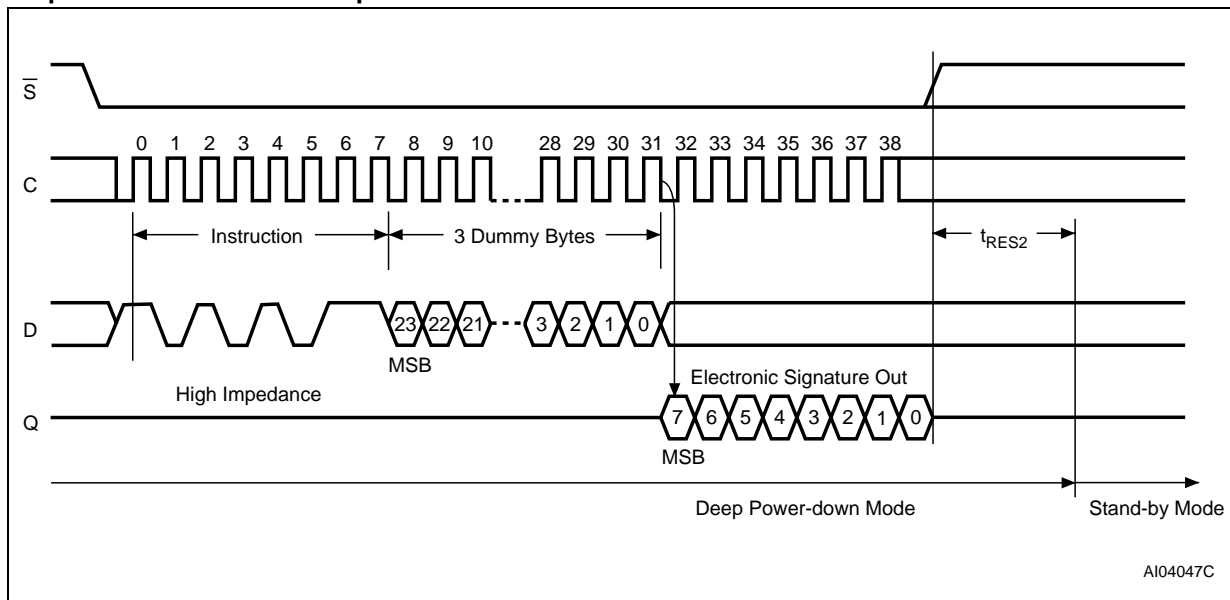 S
0 1 2 3 4 5 6 7 8 9 10 28 29 30 31 32 33 34 35 36 37 38
C
Instruction 3 Dummy Bytes tRES2
D 23 22 21 3 2 1 0
MSB
High Impedance Electronic Signature Out
Q 7 6 5 4 3 2 1 0
MSB
Deep Power-down Mode Stand-by Mode
AI04047C